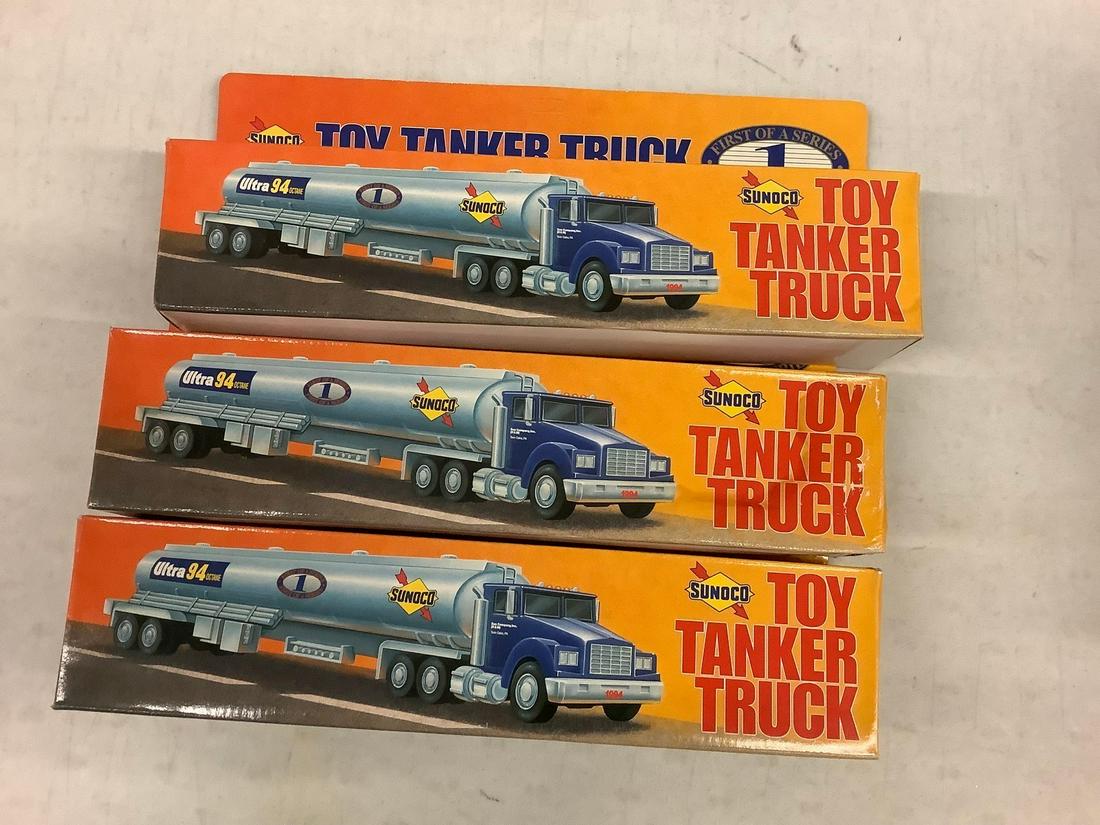 SUNOCO
TOY TANKER TRUCK
FIRST OF A SERIES
1
Ultra 94 OCTANE
1
SUNOCO
1994
SUNOCO
TOY
TANKER
TRUCK
Ultra 94 OCTANE
1
SUNOCO
1994
SUNOCO
TOY
TANKER
TRUCK
Ultra 94 OCTANE
1
SUNOCO
1994
SUNOCO
TOY
TANKER
TRUCK